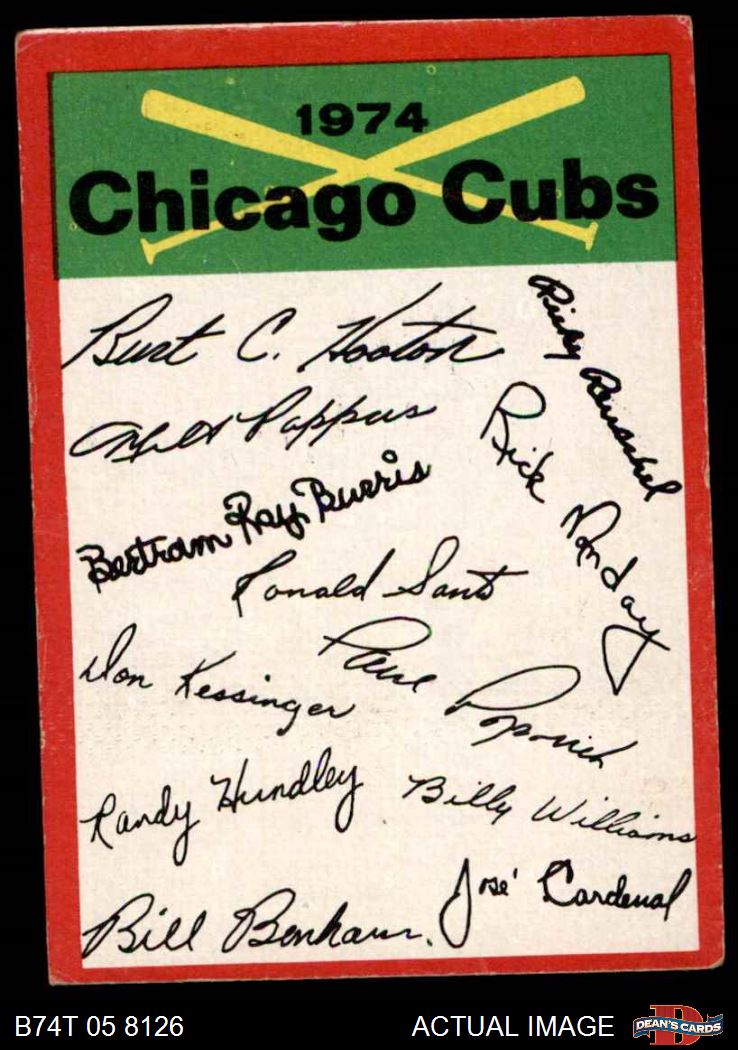 1974
Chicago Cubs
Burt C. Hooton
Ricky Reuschel
Milt Pappas
Rick Monday
Bertram Ray Burris
Ronald Santo
Don Kessinger
Paul Popovich
Randy Hundley
Billy Williams
José Cardenal
Bill Bonham.
B74T 05 8126
ACTUAL IMAGE
D
DEAN'S CARDS